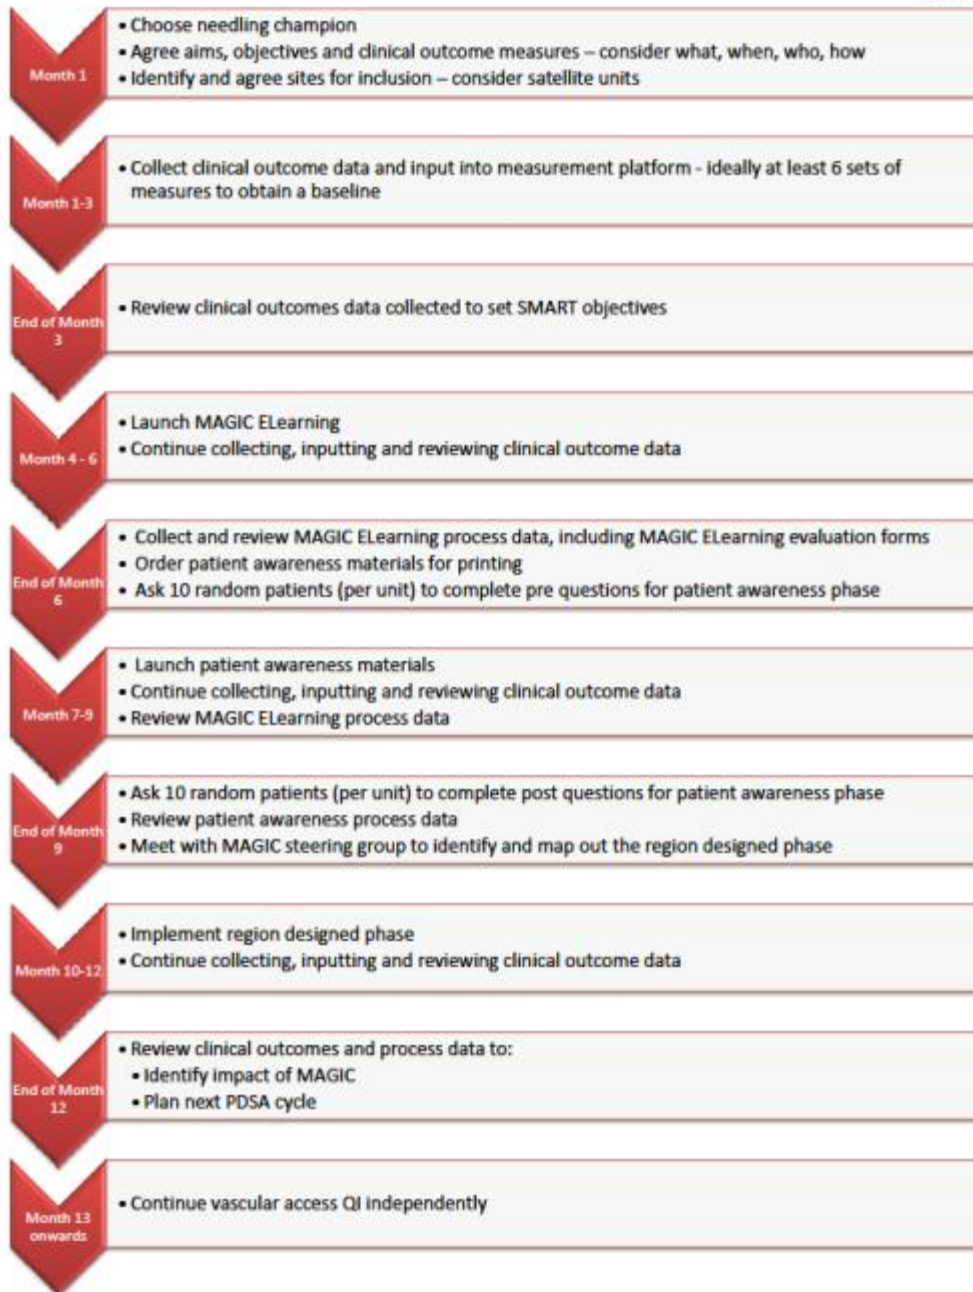 Month 1
• Choose needling champion
• Agree aims, objectives and clinical outcome measures – consider what, when, who, how
• Identify and agree sites for inclusion – consider satellite units
Month 1-3
• Collect clinical outcome data and input into measurement platform - ideally at least 6 sets of
measures to obtain a baseline
End of Month
3
• Review clinical outcomes data collected to set SMART objectives
Month 4 - 6
• Launch MAGIC ELearning
• Continue collecting, inputting and reviewing clinical outcome data
End of Month
6
• Collect and review MAGIC ELearning process data, including MAGIC ELearning evaluation forms
• Order patient awareness materials for printing
• Ask 10 random patients (per unit) to complete pre questions for patient awareness phase
Month 7-9
• Launch patient awareness materials
• Continue collecting, inputting and reviewing clinical outcome data
• Review MAGIC ELearning process data
End of Month
9
• Ask 10 random patients (per unit) to complete post questions for patient awareness phase
• Review patient awareness process data
• Meet with MAGIC steering group to identify and map out the region designed phase
Month 10-12
• Implement region designed phase
• Continue collecting, inputting and reviewing clinical outcome data
End of Month
12
• Review clinical outcomes and process data to:
• Identify impact of MAGIC
• Plan next PDSA cycle
Month 13
onwards
• Continue vascular access QI independently